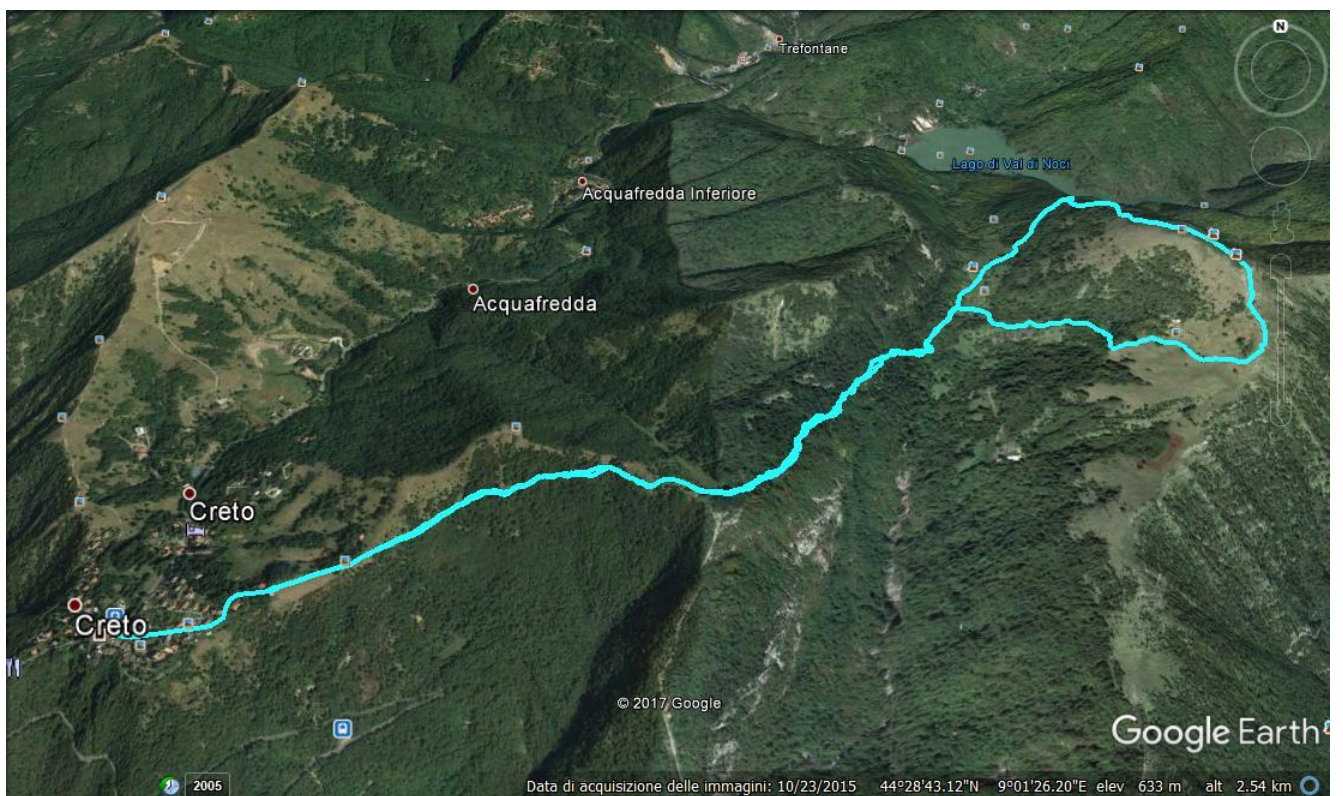 N
Trefontane
Lago di Val di Noci
Acquafredda Inferiore
Acquafredda
Creto
Creto
© 2017 Google
Google Earth
2005
Data di acquisizione delle immagini: 10/23/2015 44°28'43.12"N 9°01'26.20"E elev 633 m alt 2.54 km